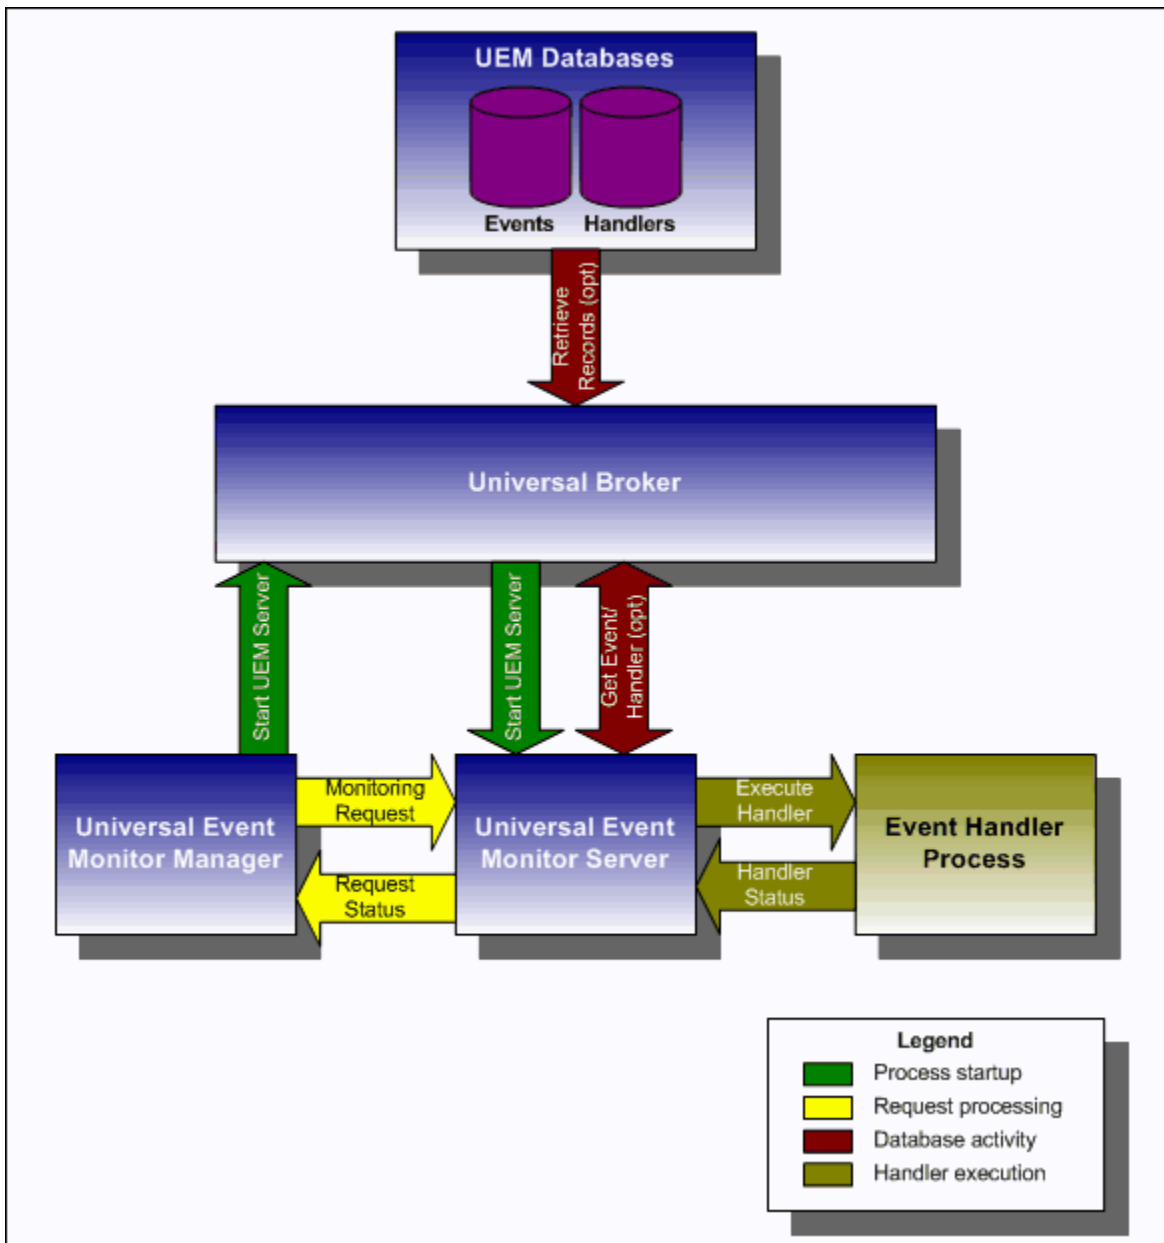 UEM Databases
Events
Handlers
Retrieve
Records (opt)
Universal Broker
Start UEM Server
Start UEM Server
Get Event/
Handler (opt)
Universal Event
Monitor Manager
Monitoring
Request
Request
Status
Universal Event
Monitor Server
Execute
Handler
Handler
Status
Event Handler
Process
Legend
Process startup
Request processing
Database activity
Handler execution